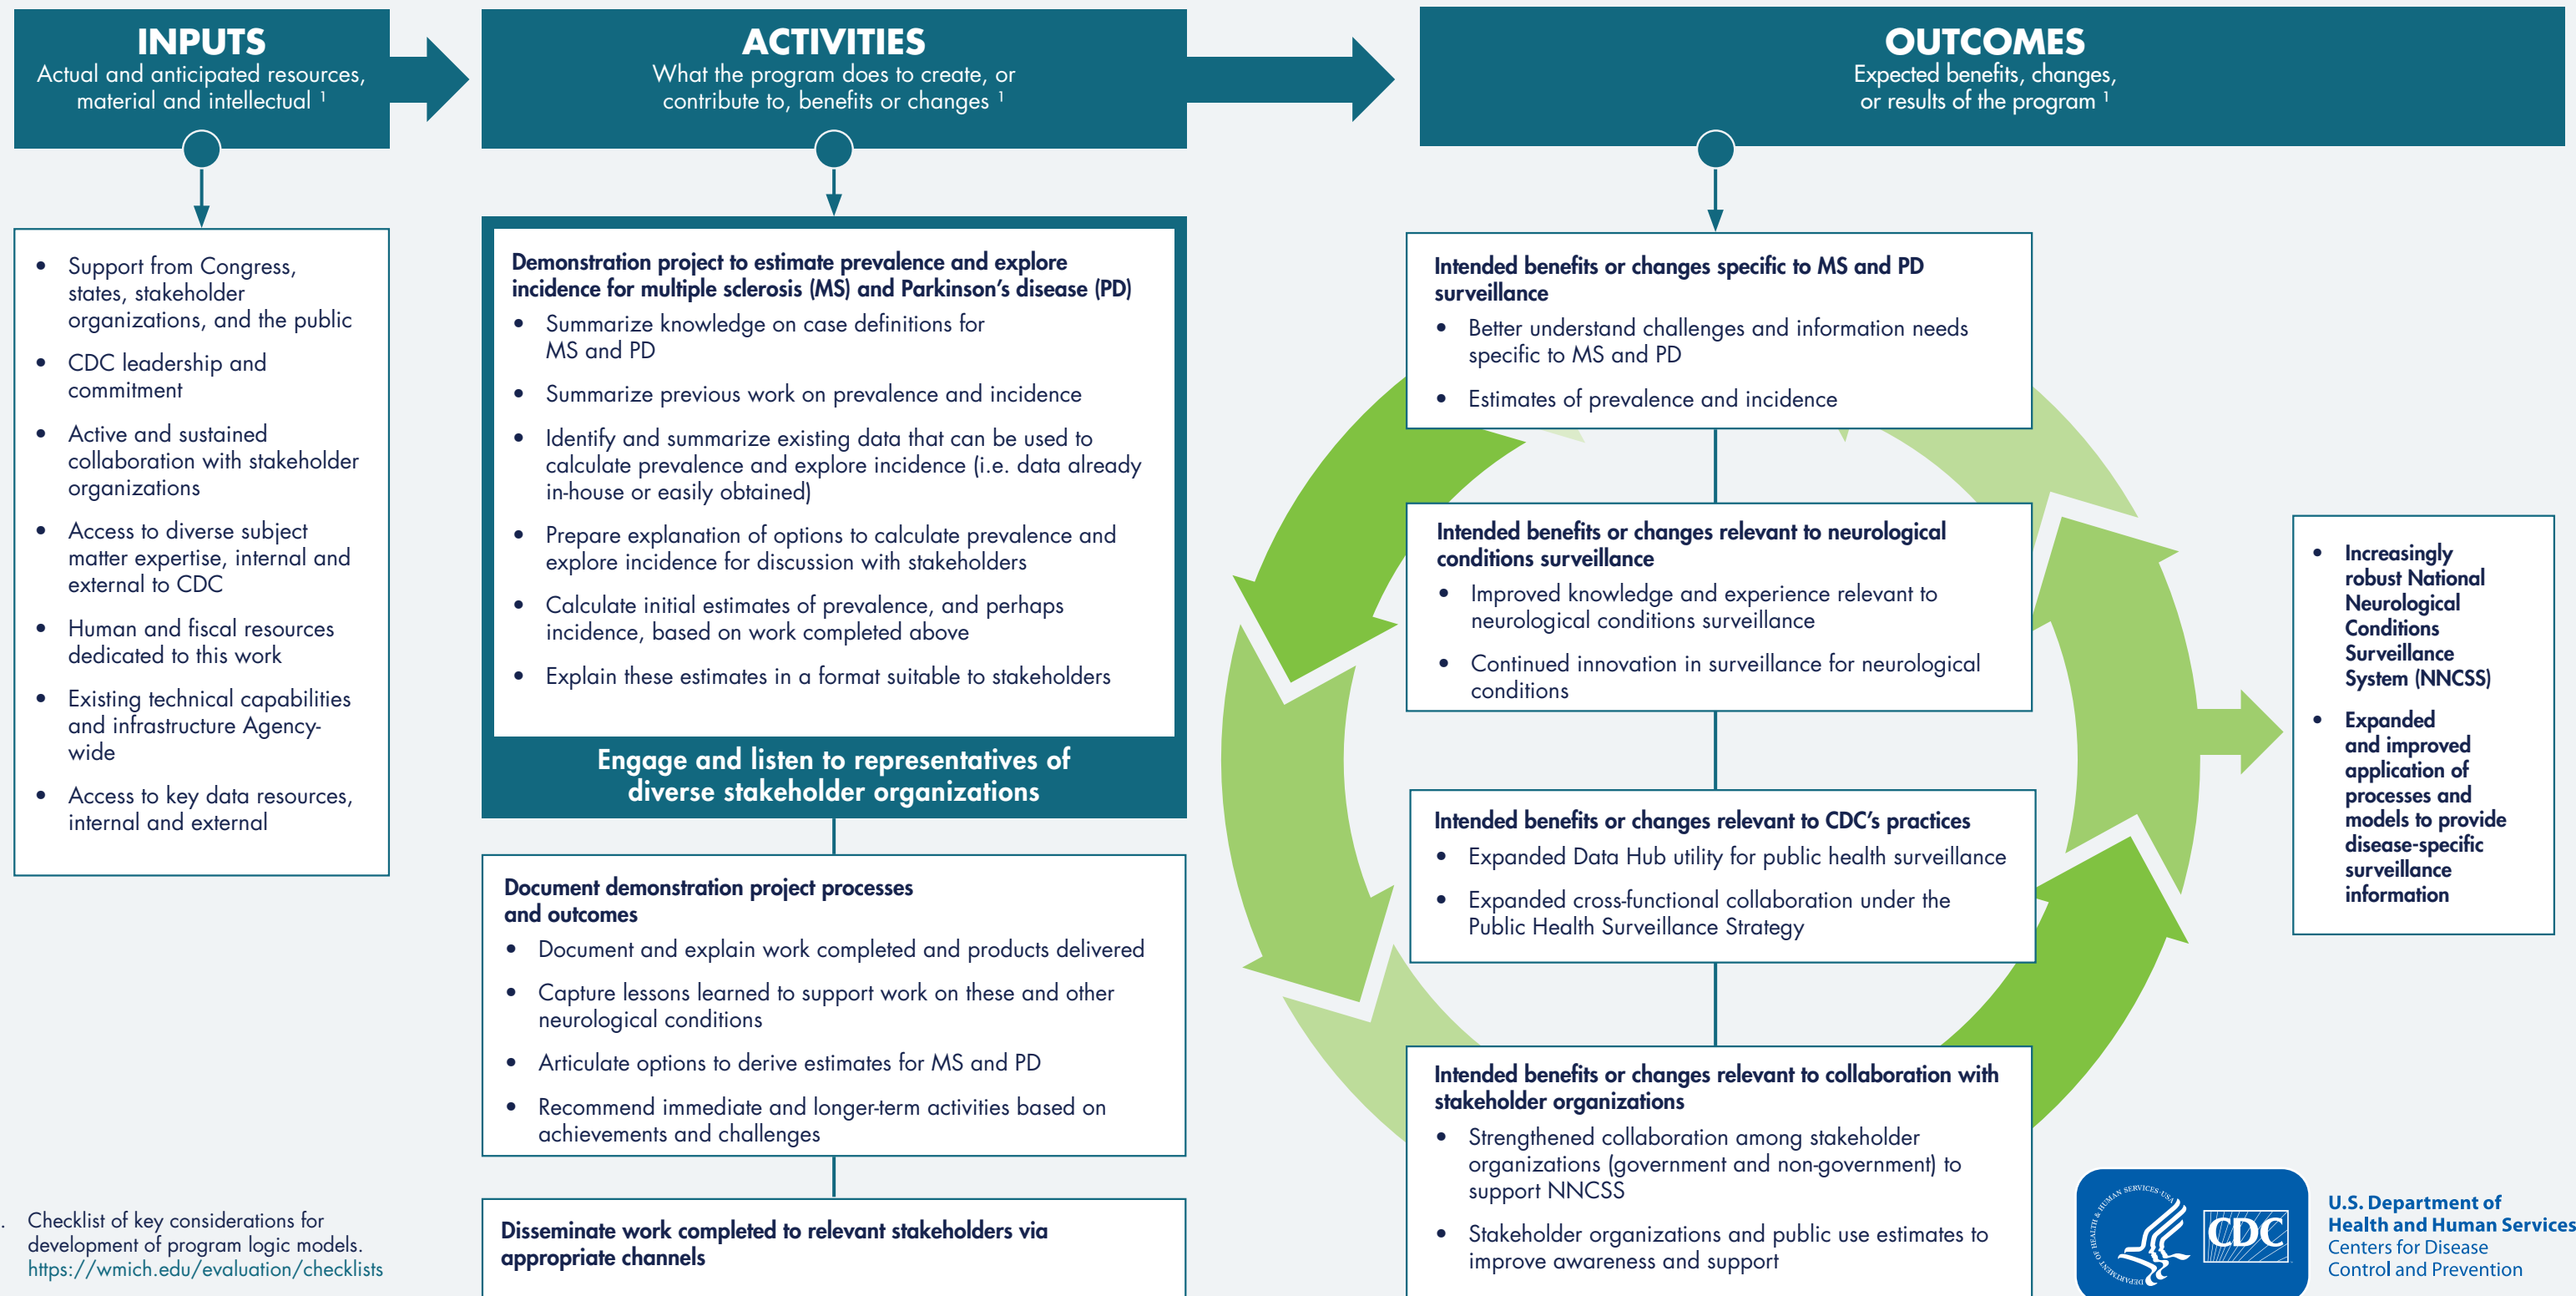 INPUTS
Actual and anticipated resources,
material and intellectual ¹
ACTIVITIES
What the program does to create, or
contribute to, benefits or changes ¹
OUTCOMES
Expected benefits, changes,
or results of the program ¹
• Support from Congress,
states, stakeholder
organizations, and the public
• CDC leadership and
commitment
• Active and sustained
collaboration with stakeholder
organizations
• Access to diverse subject
matter expertise, internal and
external to CDC
• Human and fiscal resources
dedicated to this work
• Existing technical capabilities
and infrastructure Agency-
wide
• Access to key data resources,
internal and external
Demonstration project to estimate prevalence and explore
incidence for multiple sclerosis (MS) and Parkinson's disease (PD)
• Summarize knowledge on case definitions for
MS and PD
• Summarize previous work on prevalence and incidence
• Identify and summarize existing data that can be used to
calculate prevalence and explore incidence (i.e. data already
in-house or easily obtained)
• Prepare explanation of options to calculate prevalence and
explore incidence for discussion with stakeholders
• Calculate initial estimates of prevalence, and perhaps
incidence, based on work completed above
• Explain these estimates in a format suitable to stakeholders
Engage and listen to representatives of
diverse stakeholder organizations
Document demonstration project processes
and outcomes
• Document and explain work completed and products delivered
• Capture lessons learned to support work on these and other
neurological conditions
• Articulate options to derive estimates for MS and PD
• Recommend immediate and longer-term activities based on
achievements and challenges
Disseminate work completed to relevant stakeholders via
appropriate channels
Intended benefits or changes specific to MS and PD
surveillance
• Better understand challenges and information needs
specific to MS and PD
• Estimates of prevalence and incidence
Intended benefits or changes relevant to neurological
conditions surveillance
• Improved knowledge and experience relevant to
neurological conditions surveillance
• Continued innovation in surveillance for neurological
conditions
Intended benefits or changes relevant to CDC's practices
• Expanded Data Hub utility for public health surveillance
• Expanded cross-functional collaboration under the
Public Health Surveillance Strategy
Intended benefits or changes relevant to collaboration with
stakeholder organizations
• Strengthened collaboration among stakeholder
organizations (government and non-government) to
support NNCSS
• Stakeholder organizations and public use estimates to
improve awareness and support
• Increasingly
robust National
Neurological
Conditions
Surveillance
System (NNCSS)
• Expanded
and improved
application of
processes and
models to provide
disease-specific
surveillance
information
. Checklist of key considerations for
development of program logic models.
https://wmich.edu/evaluation/checklists
DEPARTMENT OF HEALTH & HUMAN SERVICES·USA
CDC
U.S. Department of
Health and Human Services
Centers for Disease
Control and Prevention